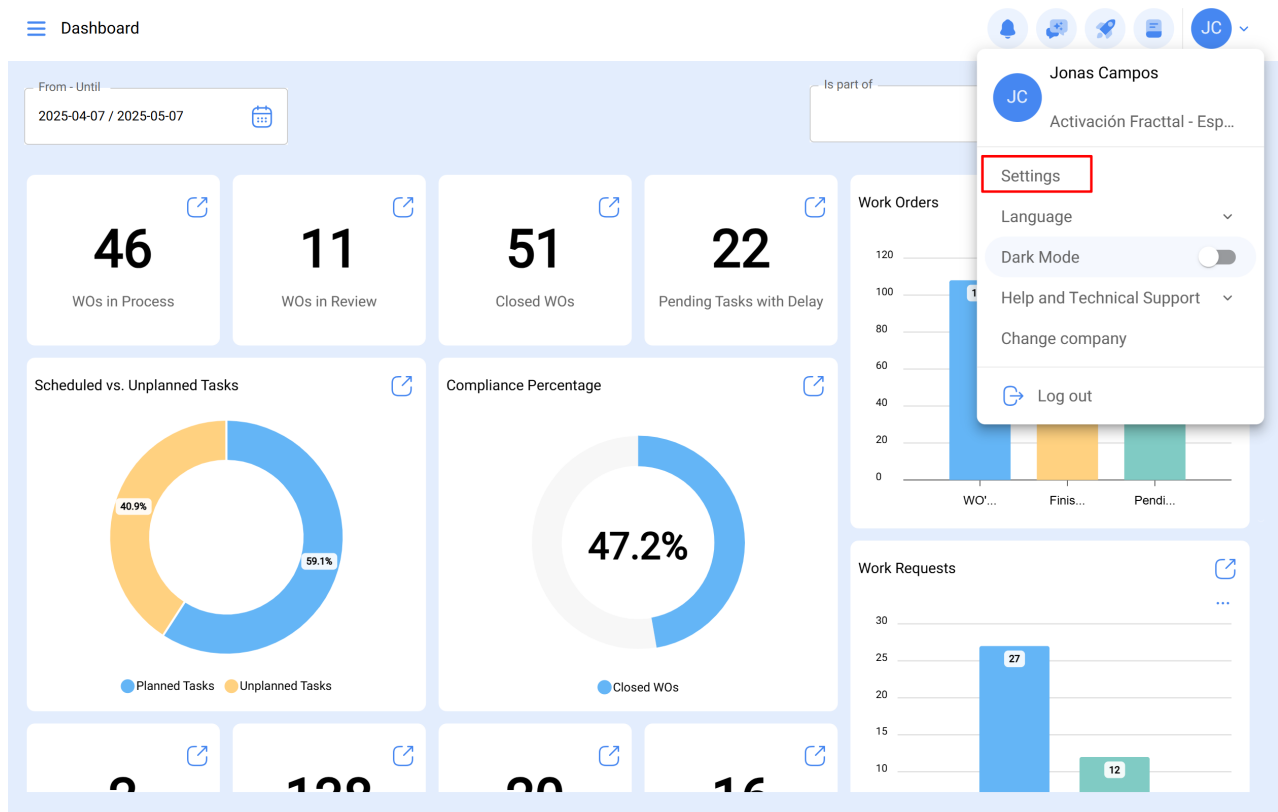 Dashboard
JC
Jonas Campos
JC
Activación Fracttal - Esp...
Settings
Language
Dark Mode
Help and Technical Support
Change company
Log out
From - Until
2025-04-07 / 2025-05-07
Is part of
46
WOs in Process
11
WOs in Review
51
Closed WOs
22
Pending Tasks with Delay
Work Orders
120
100
80
60
40
20
0
WO'...
Finis...
Pendi...
Scheduled vs. Unplanned Tasks
40.9%
59.1%
Planned Tasks
Unplanned Tasks
Compliance Percentage
47.2%
Closed WOs
Work Requests
...
30
25
20
15
10
27
12